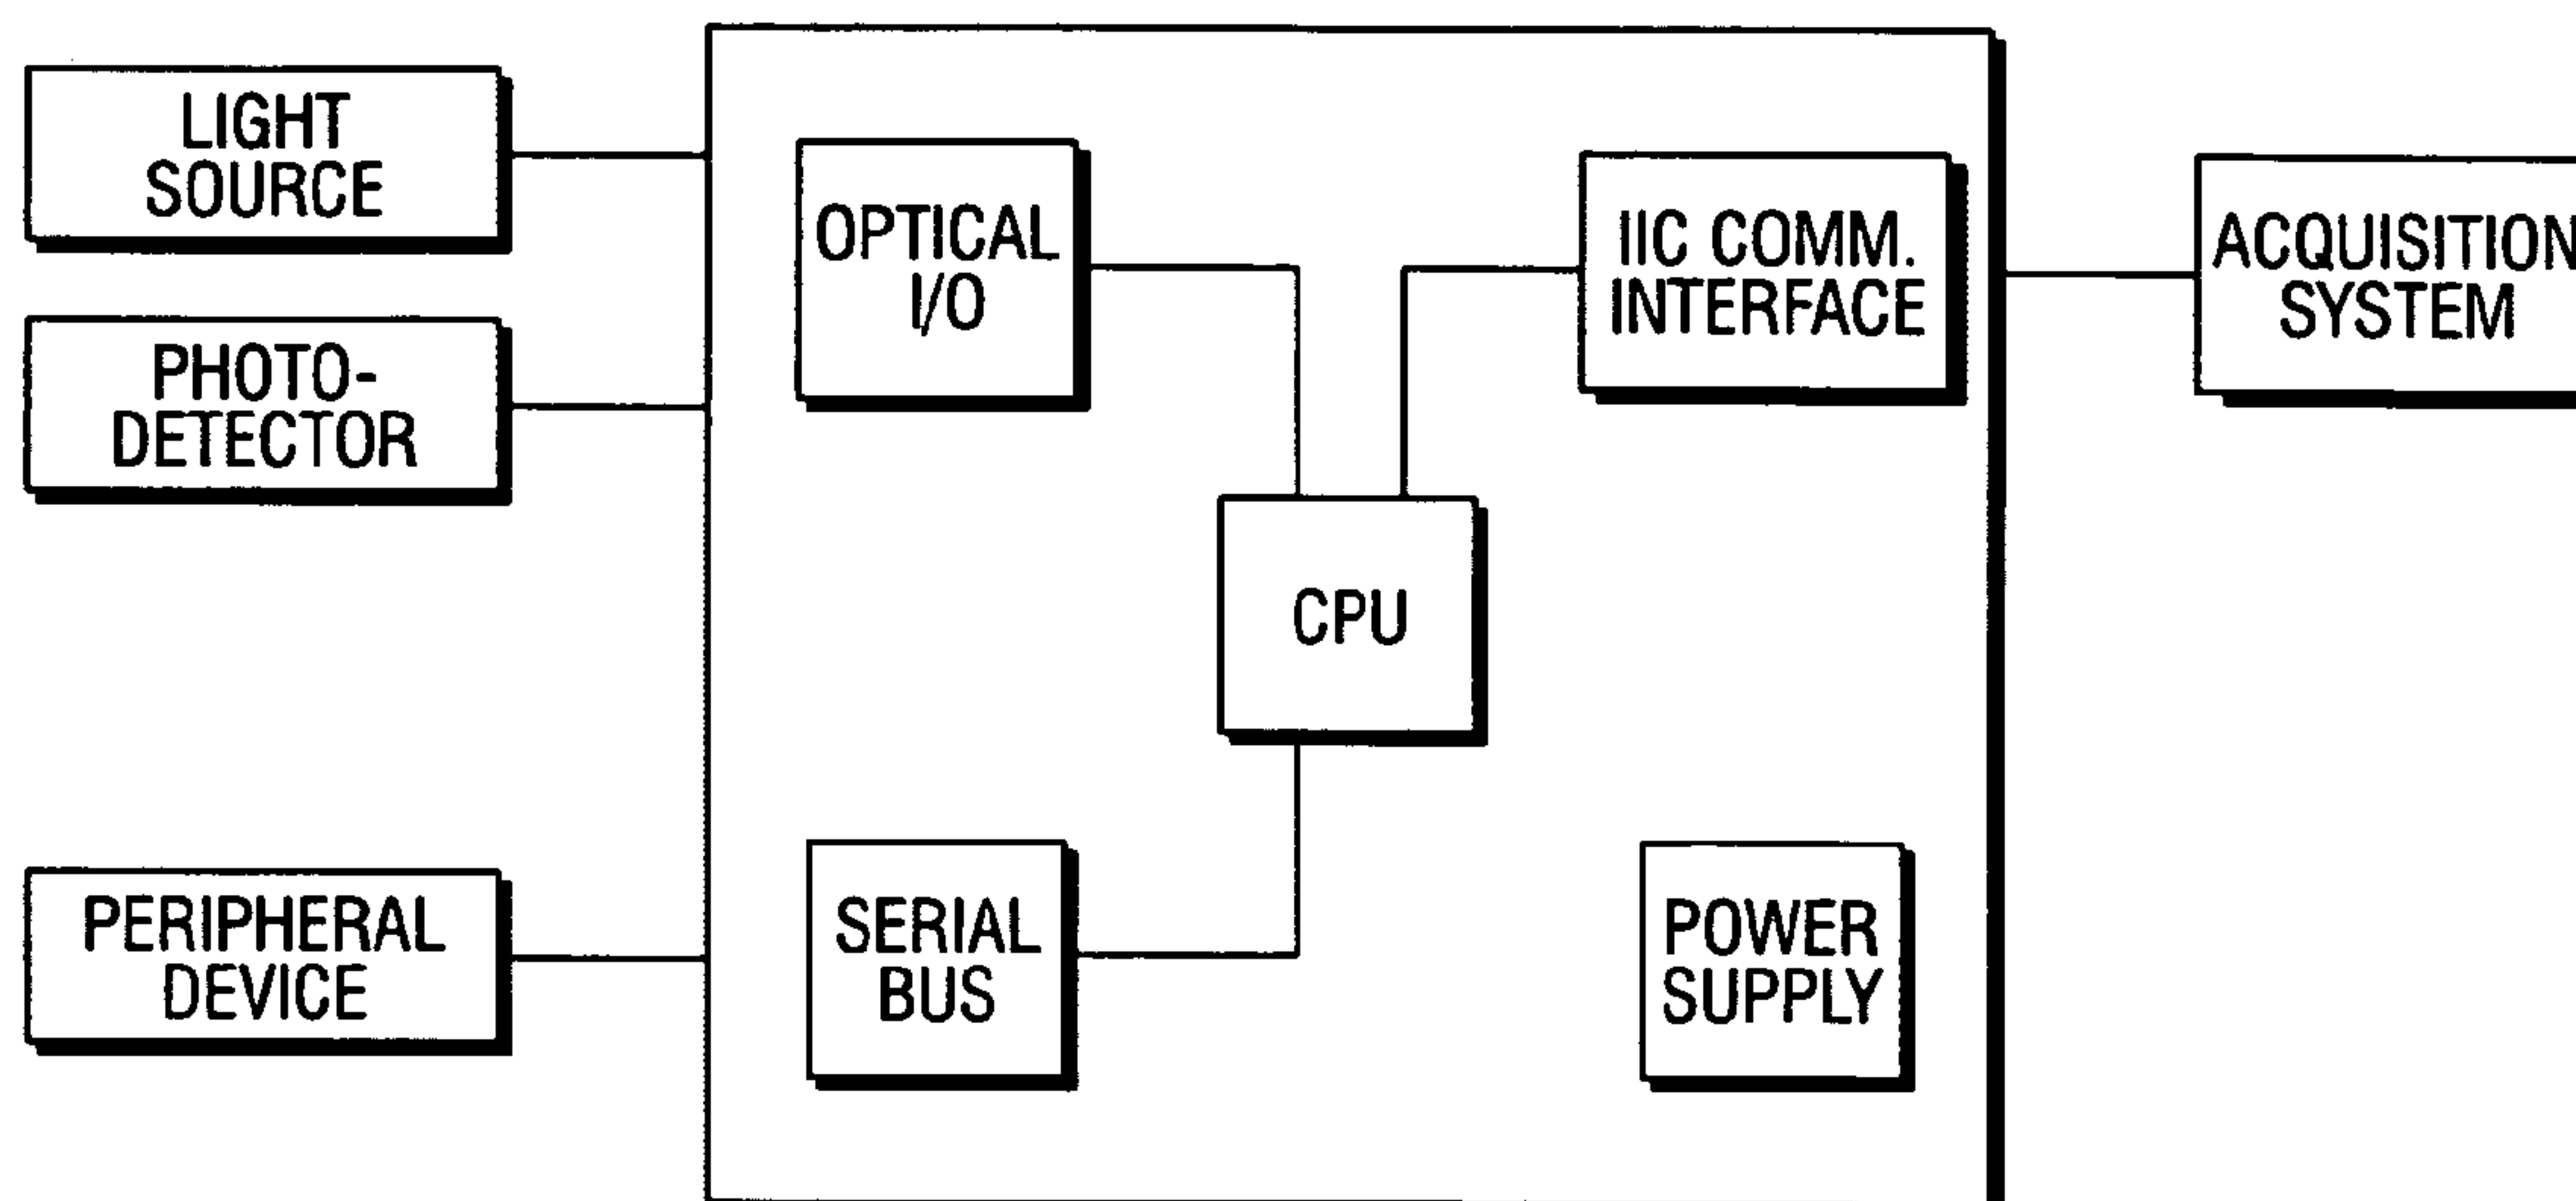 LIGHT
SOURCE
PHOTO-
DETECTOR
PERIPHERAL
DEVICE
OPTICAL
I/O
IIC COMM.
INTERFACE
CPU
SERIAL
BUS
POWER
SUPPLY
ACQUISITION
SYSTEM